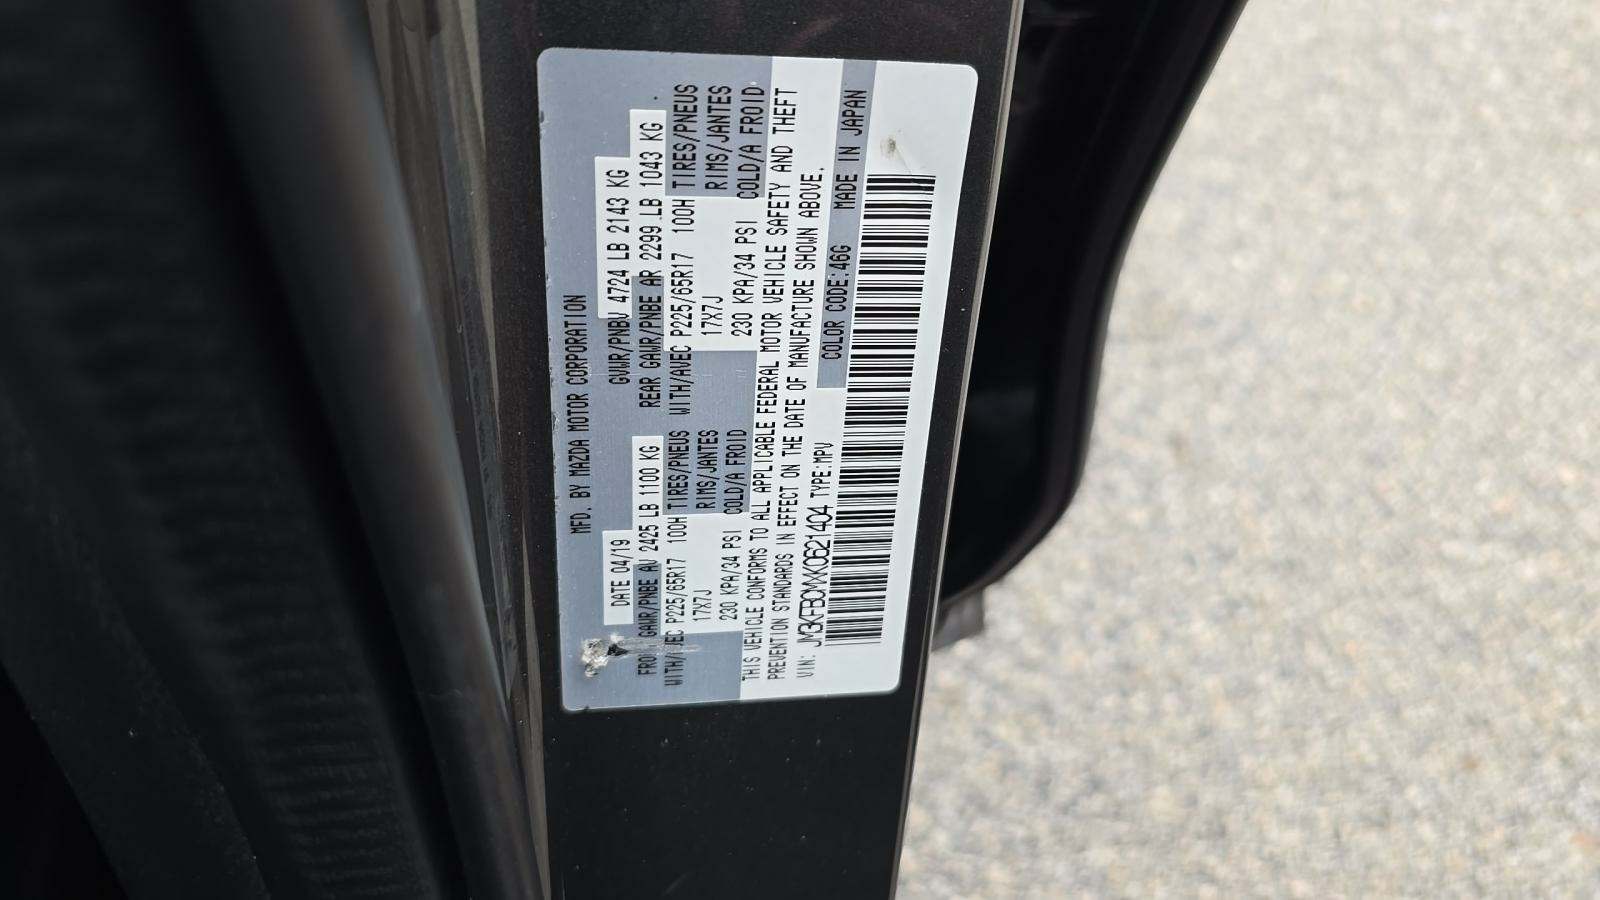 MFD. BY MAZDA MOTOR CORPORATION
DATE 04/19 GVWR/PNBV 4724 LB 2143 KG
GAWR/PNBE AV 2425 LB 1100 KG REAR GAWR/PNBE AR 2299 LB 1043 KG
P225/65R17 100H TIRES/PNEUS WITH/AVEC P225/65R17 100H TIRES/PNEUS
17X7J RIMS/JANTES 17X7J RIMS/JANTES
230 KPA/34 PSI COLD/A FROID 230 KPA/34 PSI COLD/A FROID
THIS VEHICLE CONFORMS TO ALL APPLICABLE FEDERAL MOTOR VEHICLE SAFETY AND THEFT
PREVENTION STANDARDS IN EFFECT ON THE DATE OF MANUFACTURE SHOWN ABOVE.
VIN: JM3KFBCMXK0621404 TYPE:MPV COLOR CODE:46G MADE IN JAPAN